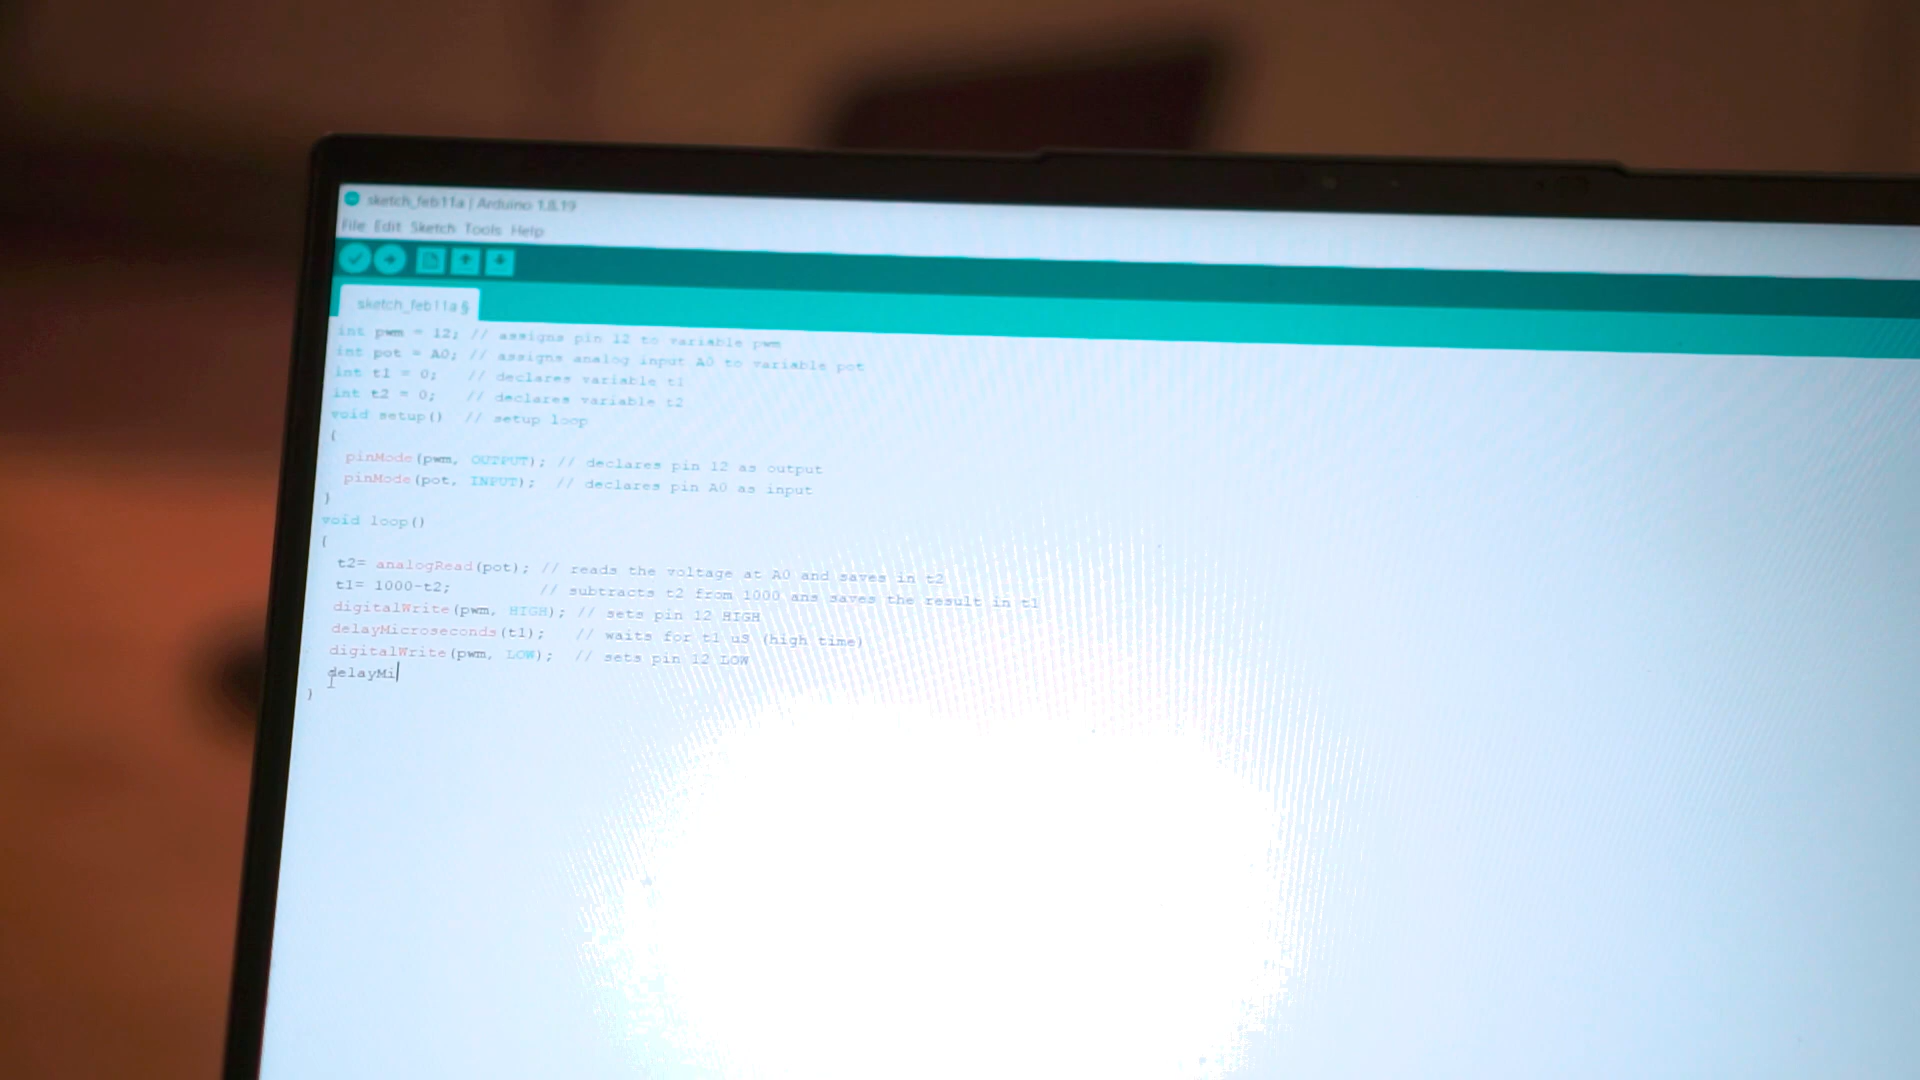 sketch_feb11a | Arduino 1.8.19
File Edit Sketch Tools Help
sketch_feb11a §
int pwm = 12; // assigns pin 12 to variable pwm
int pot = A0; // assigns analog input A0 to variable pot
int t1 = 0; // declares variable t1
int t2 = 0; // declares variable t2
void setup() // setup loop
{
pinMode(pwm, OUTPUT); // declares pin 12 as output
pinMode(pot, INPUT); // declares pin A0 as input
}
void loop()
{
t2= analogRead(pot); // reads the voltage at A0 and saves in t2
t1= 1000-t2; // subtracts t2 from 1000 ans saves the result in t1
digitalWrite(pwm, HIGH); // sets pin 12 HIGH
delayMicroseconds(t1); // waits for t1 uS (high time)
digitalWrite(pwm, LOW); // sets pin 12 LOW
delayMi
}